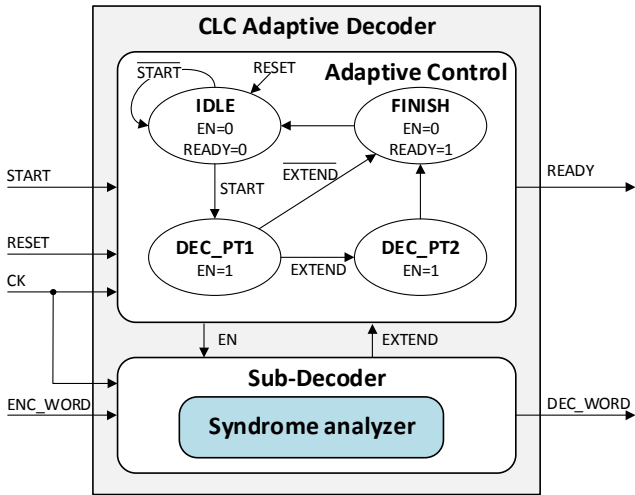 CLC Adaptive Decoder
Adaptive Control
START
RESET
IDLE
EN=0
READY=0
FINISH
EN=0
READY=1
START
EXTEND
DEC_PT1
EN=1
EXTEND
DEC_PT2
EN=1
START
RESET
CK
READY
EN
EXTEND
Sub-Decoder
Syndrome analyzer
ENC_WORD
DEC_WORD